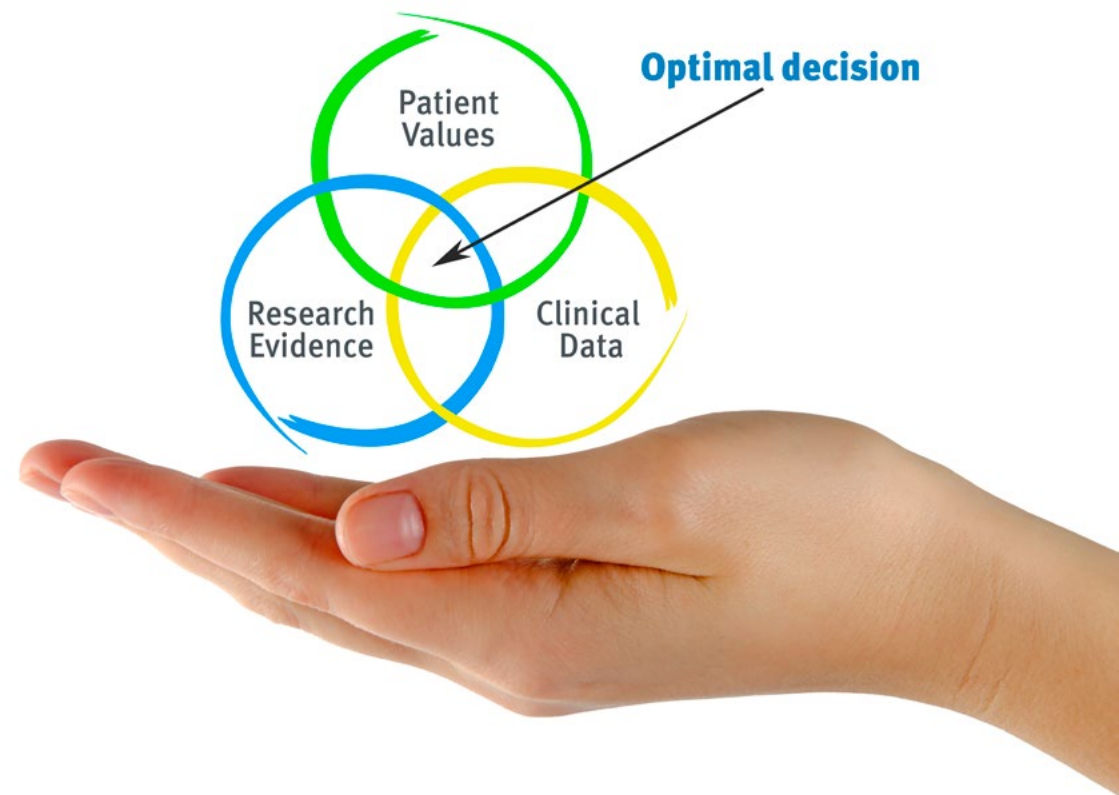 Optimal decision
Patient
Values
Research
Evidence
Clinical
Data